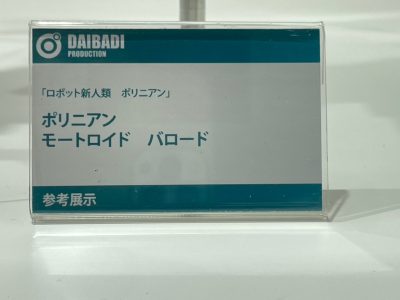 DAIBADI
PRODUCTION
「ロボット新人類　ポリニアン」
ポリニアン
モートロイド　バロード
参考展示